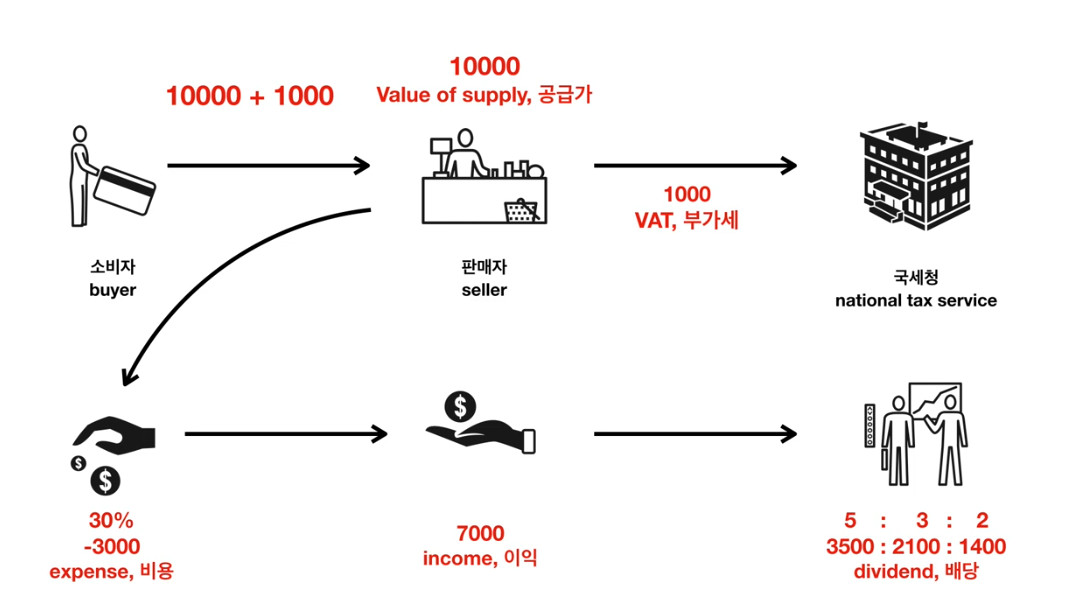 10000
10000 + 1000
Value of supply, 공급가
1000
VAT, 부가세
소비자
buyer
판매자
seller
국세청
national tax service
$
$
$
30%
-3000
expense, 비용
7000
income, 이익
5 : 3 : 2
3500 : 2100 : 1400
dividend, 배당